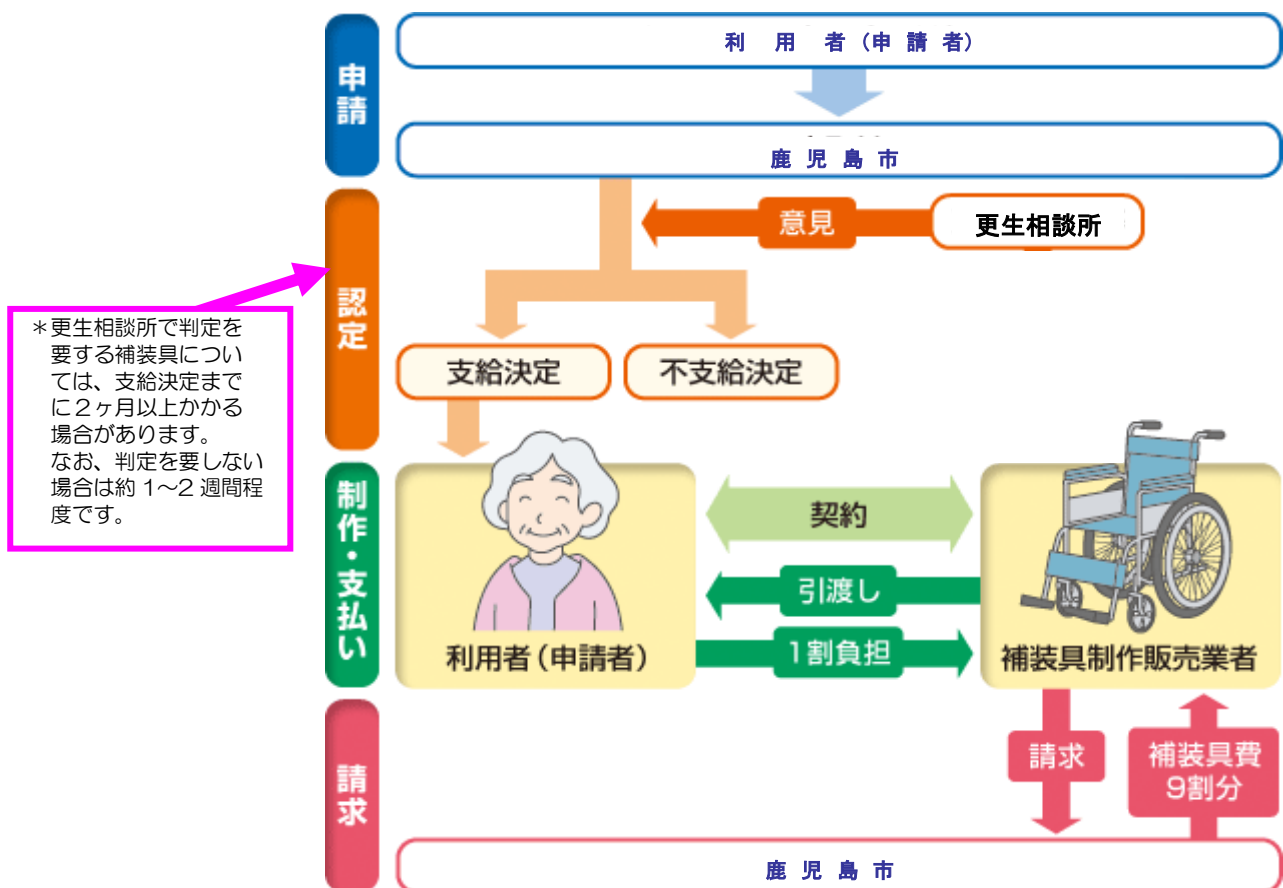 申請
利用者（申請者）
鹿児島市
認定
意見
更生相談所
支給決定
不支給決定
＊更生相談所で判定を
要する補装具につい
ては、支給決定まで
に２ヶ月以上かかる
場合があります。
なお、判定を要しない
場合は約 1～2 週間程
度です。
制作・支払い
契約
引渡し
1割負担
利用者（申請者）
補装具制作販売業者
請求
請求
補装具費
9割分
鹿児島市